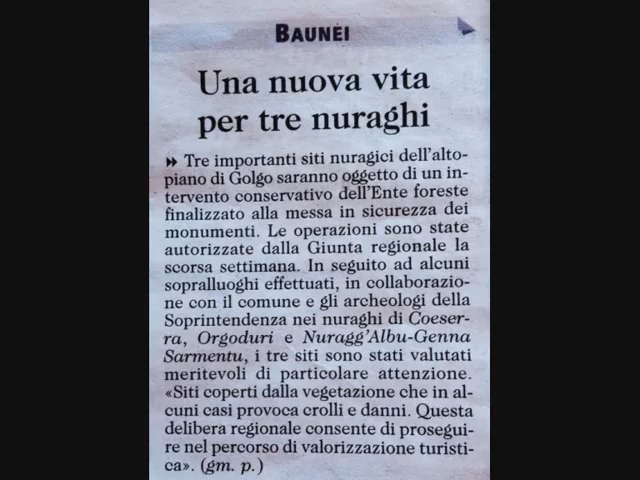 BAUNEI
Una nuova vita
per tre nuraghi
Tre importanti siti nuragici dell'alto-
piano di Golgo saranno oggetto di un in-
tervento conservativo dell'Ente foreste
finalizzato alla messa in sicurezza dei
monumenti. Le operazioni sono state
autorizzate dalla Giunta regionale la
scorsa settimana. In seguito ad alcuni
sopralluoghi effettuati, in collaborazio-
ne con il comune e gli archeologi della
Soprintendenza nei nuraghi di Coeser-
ra, Orgoduri e Nuragg'Albu-Genna
Sarmentu, i tre siti sono stati valutati
meritevoli di particolare attenzione.
«Siti coperti dalla vegetazione che in al-
cuni casi provoca crolli e danni. Questa
delibera regionale consente di prosegui-
re nel percorso di valorizzazione turisti-
ca». (gm. p.)